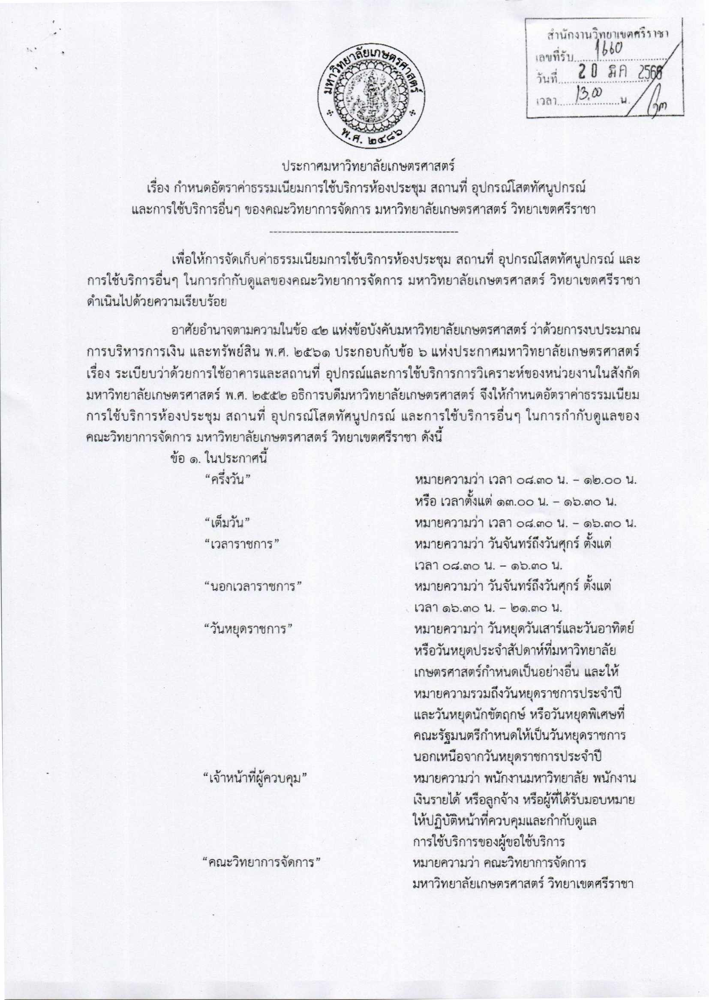 สำนักงานวิทยาเขตศรีราชา
เลขที่รับ 1660
วันที่ 20 มีค 2566
เวลา 13.00 น.
มหาวิทยาลัยเกษตรศาสตร์
พ.ศ. ๒๔๘๖
ประกาศมหาวิทยาลัยเกษตรศาสตร์
เรื่อง กำหนดอัตราค่าธรรมเนียมการใช้บริการห้องประชุม สถานที่ อุปกรณ์โสตทัศนูปกรณ์
และการใช้บริการอื่นๆ ของคณะวิทยาการจัดการ มหาวิทยาลัยเกษตรศาสตร์ วิทยาเขตศรีราชา
----------------------------------------------
เพื่อให้การจัดเก็บค่าธรรมเนียมการใช้บริการห้องประชุม สถานที่ อุปกรณ์โสตทัศนูปกรณ์ และ
การใช้บริการอื่นๆ ในการกำกับดูแลของคณะวิทยาการจัดการ มหาวิทยาลัยเกษตรศาสตร์ วิทยาเขตศรีราชา
ดำเนินไปด้วยความเรียบร้อย
อาศัยอำนาจตามความในข้อ ๔๒ แห่งข้อบังคับมหาวิทยาลัยเกษตรศาสตร์ ว่าด้วยการงบประมาณ
การบริหารการเงิน และทรัพย์สิน พ.ศ. ๒๕๖๑ ประกอบกับข้อ ๖ แห่งประกาศมหาวิทยาลัยเกษตรศาสตร์
เรื่อง ระเบียบว่าด้วยการใช้อาคารและสถานที่ อุปกรณ์และการใช้บริการการวิเคราะห์ของหน่วยงานในสังกัด
มหาวิทยาลัยเกษตรศาสตร์ พ.ศ. ๒๕๕๒ อธิการบดีมหาวิทยาลัยเกษตรศาสตร์ จึงให้กำหนดอัตราค่าธรรมเนียม
การใช้บริการห้องประชุม สถานที่ อุปกรณ์โสตทัศนูปกรณ์ และการใช้บริการอื่นๆ ในการกำกับดูแลของ
คณะวิทยาการจัดการ มหาวิทยาลัยเกษตรศาสตร์ วิทยาเขตศรีราชา ดังนี้
ข้อ ๑. ในประกาศนี้
“ครึ่งวัน” หมายความว่า เวลา ๐๘.๓๐ น. – ๑๒.๐๐ น.
หรือ เวลาตั้งแต่ ๑๓.๐๐ น. – ๑๖.๓๐ น.
“เต็มวัน” หมายความว่า เวลา ๐๘.๓๐ น. – ๑๖.๓๐ น.
“เวลาราชการ” หมายความว่า วันจันทร์ถึงวันศุกร์ ตั้งแต่
เวลา ๐๘.๓๐ น. – ๑๖.๓๐ น.
“นอกเวลาราชการ” หมายความว่า วันจันทร์ถึงวันศุกร์ ตั้งแต่
เวลา ๑๖.๓๐ น. – ๒๑.๓๐ น.
“วันหยุดราชการ” หมายความว่า วันหยุดวันเสาร์และวันอาทิตย์
หรือวันหยุดประจำสัปดาห์ที่มหาวิทยาลัย
เกษตรศาสตร์กำหนดเป็นอย่างอื่น และให้
หมายความรวมถึงวันหยุดราชการประจำปี
และวันหยุดนักขัตฤกษ์ หรือวันหยุดพิเศษที่
คณะรัฐมนตรีกำหนดให้เป็นวันหยุดราชการ
นอกเหนือจากวันหยุดราชการประจำปี
“เจ้าหน้าที่ผู้ควบคุม” หมายความว่า พนักงานมหาวิทยาลัย พนักงาน
เงินรายได้ หรือลูกจ้าง หรือผู้ที่ได้รับมอบหมาย
ให้ปฏิบัติหน้าที่ควบคุมและกำกับดูแล
การใช้บริการของผู้ขอใช้บริการ
“คณะวิทยาการจัดการ” หมายความว่า คณะวิทยาการจัดการ
มหาวิทยาลัยเกษตรศาสตร์ วิทยาเขตศรีราชา